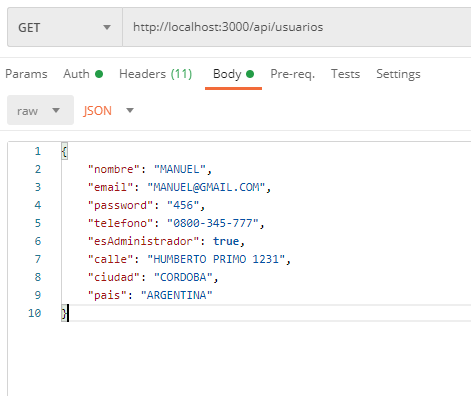 GET http://localhost:3000/api/usuarios
Params Auth Headers (11) Body Pre-req. Tests Settings
raw JSON
1 {
2 "nombre": "MANUEL",
3 "email": "MANUEL@GMAIL.COM",
4 "password": "456",
5 "telefono": "0800-345-777",
6 "esAdministrador": true,
7 "calle": "HUMBERTO PRIMO 1231",
8 "ciudad": "CORDOBA",
9 "pais": "ARGENTINA"
10 }